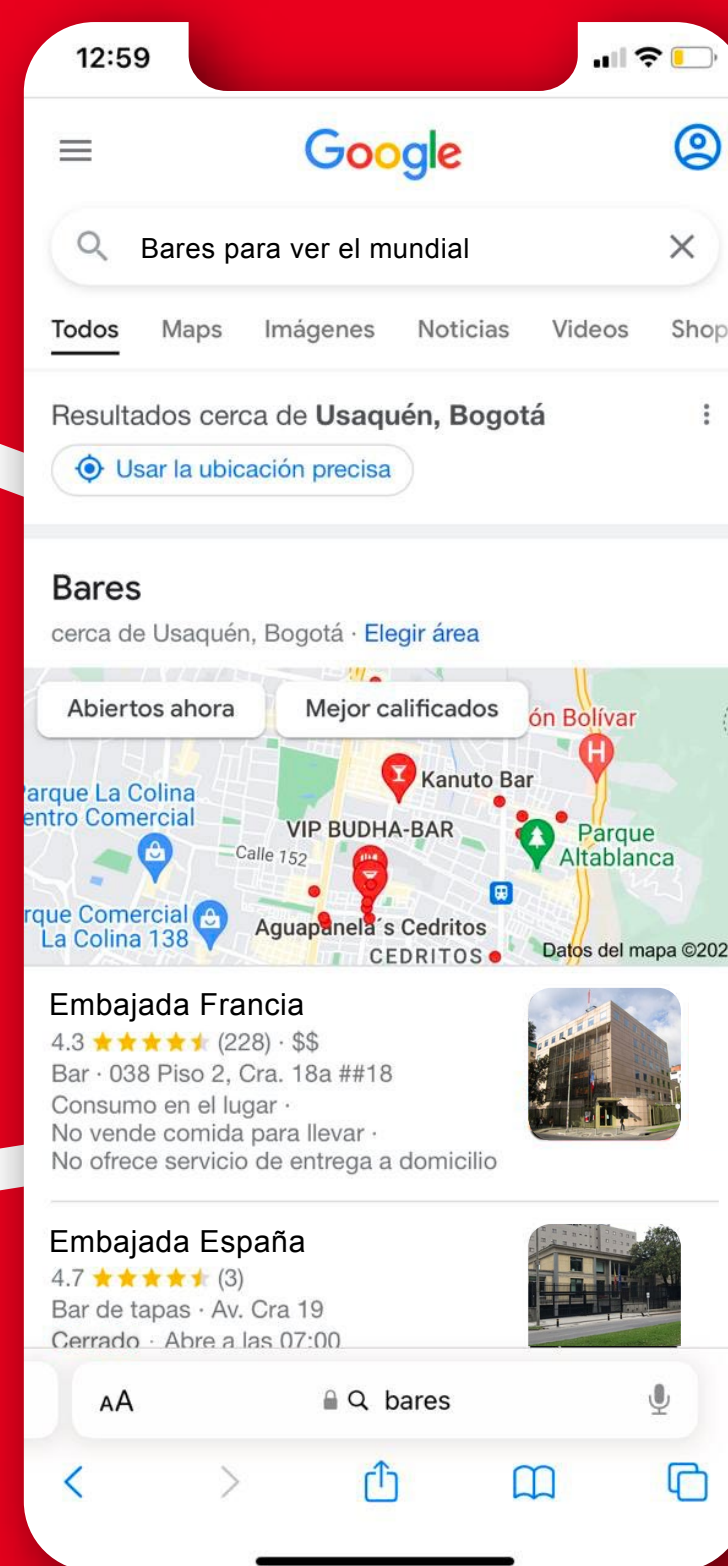 12:59
Google
Bares para ver el mundial
Todos Maps Imágenes Noticias Videos Shop
Resultados cerca de Usaquén, Bogotá
Usar la ubicación precisa
Bares
cerca de Usaquén, Bogotá · Elegir área
Abiertos ahora Mejor calificados
ón Bolívar
H
Kanuto Bar
arque La Colina
entro Comercial
VIP BUDHA-BAR
Calle 152
Parque
Altablanca
rque Comercial
La Colina 138
Aguapanela´s Cedritos
CEDRITOS
Datos del mapa ©202
Embajada Francia
4.3 ★★★★★ (228) · $$
Bar · 038 Piso 2, Cra. 18a ##18
Consumo en el lugar ·
No vende comida para llevar ·
No ofrece servicio de entrega a domicilio
Embajada España
4.7 ★★★★★ (3)
Bar de tapas · Av. Cra 19
Cerrado · Abre a las 07:00
AA bares